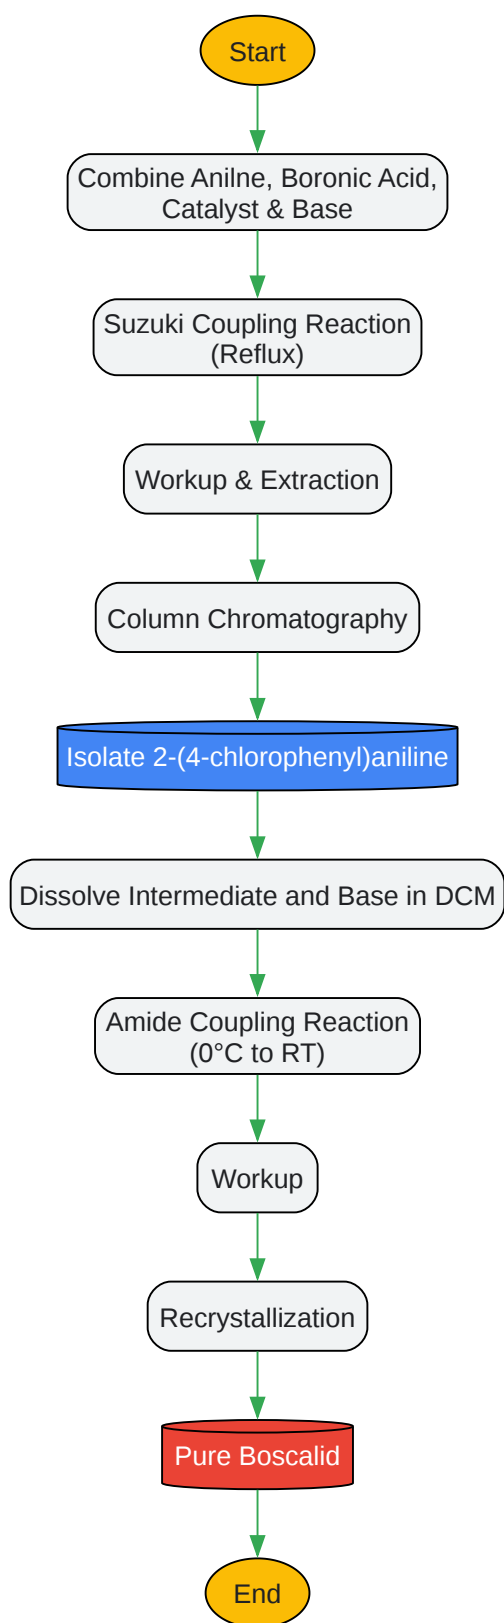 Start
Combine Anilne, Boronic Acid,
Catalyst & Base
Suzuki Coupling Reaction
(Reflux)
Workup & Extraction
Column Chromatography
Isolate 2-(4-chlorophenyl)aniline
Dissolve Intermediate and Base in DCM
Amide Coupling Reaction
(0°C to RT)
Workup
Recrystallization
Pure Boscalid
End